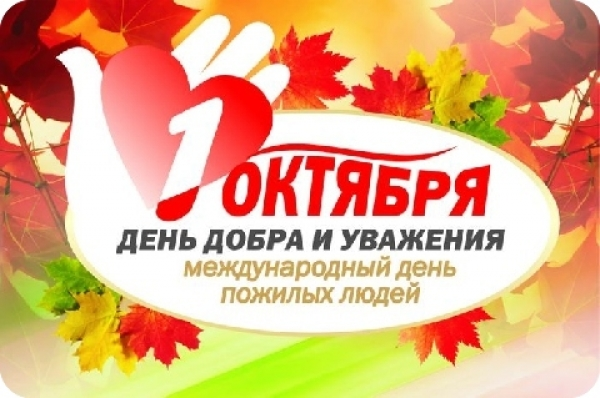 1 ОКТЯБРЯ
ДЕНЬ ДОБРА И УВАЖЕНИЯ
международный день
пожилых людей